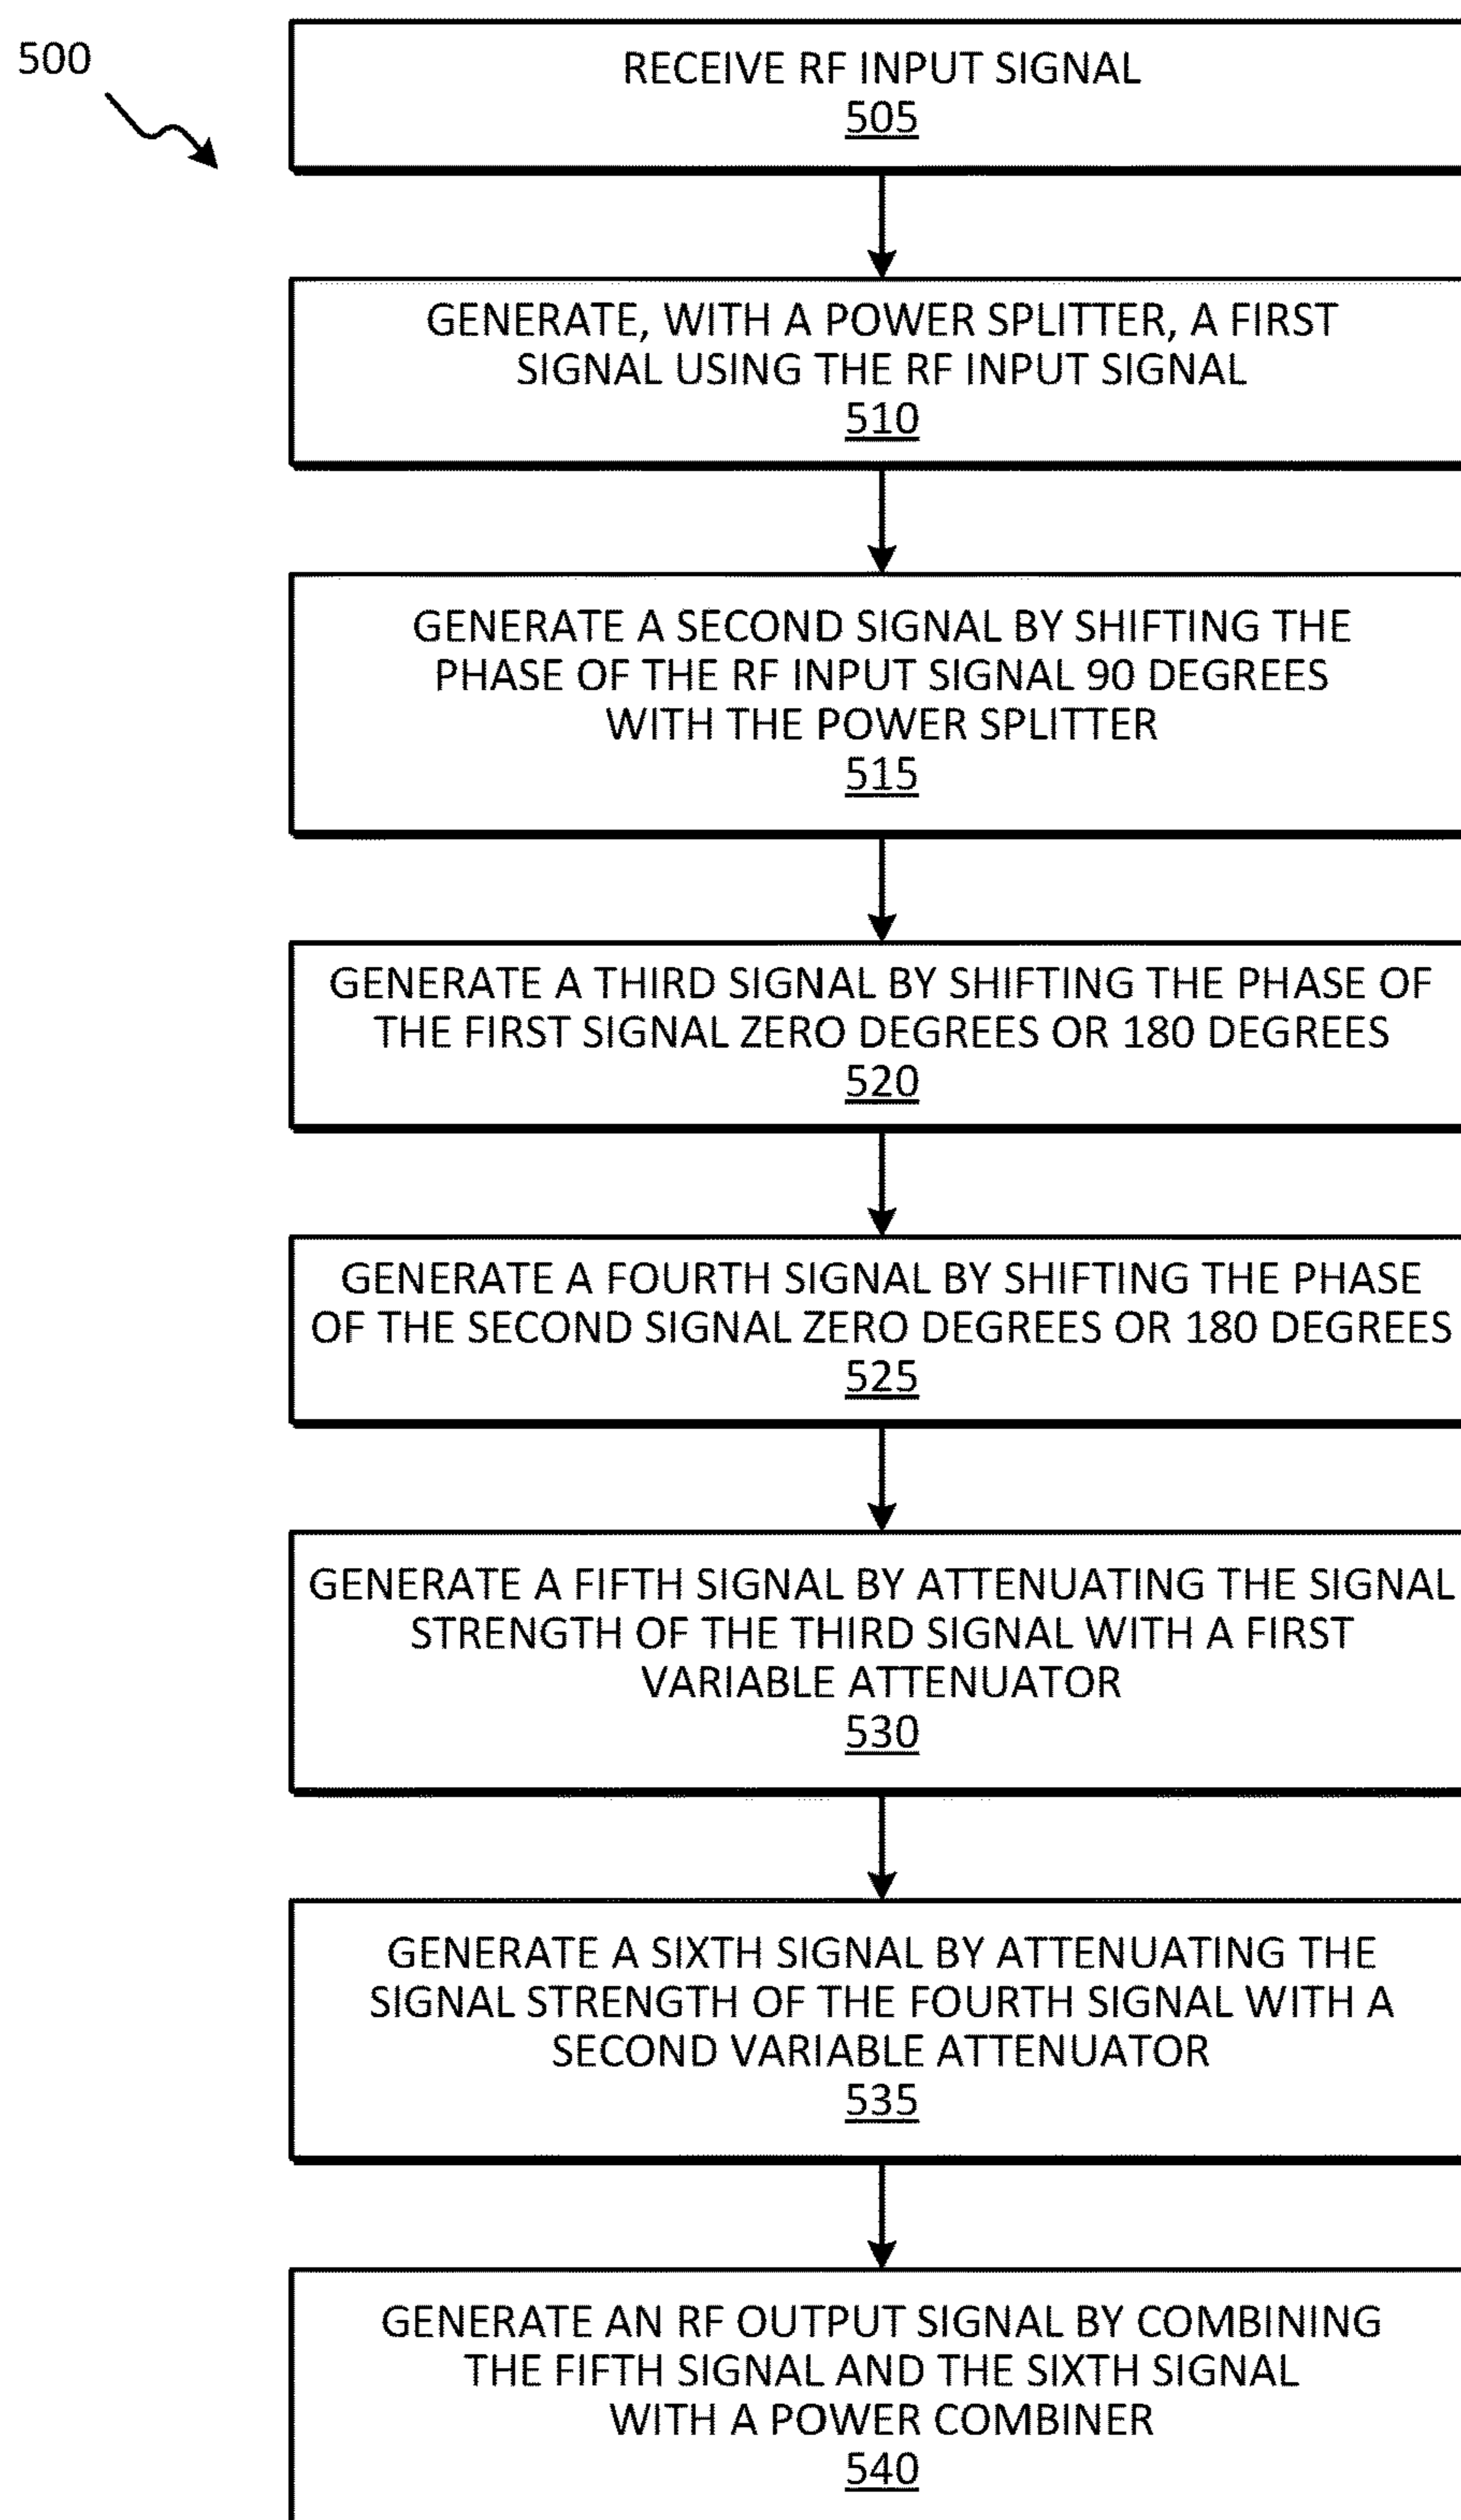 500
RECEIVE RF INPUT SIGNAL
505
GENERATE, WITH A POWER SPLITTER, A FIRST
SIGNAL USING THE RF INPUT SIGNAL
510
GENERATE A SECOND SIGNAL BY SHIFTING THE
PHASE OF THE RF INPUT SIGNAL 90 DEGREES
WITH THE POWER SPLITTER
515
GENERATE A THIRD SIGNAL BY SHIFTING THE PHASE OF
THE FIRST SIGNAL ZERO DEGREES OR 180 DEGREES
520
GENERATE A FOURTH SIGNAL BY SHIFTING THE PHASE
OF THE SECOND SIGNAL ZERO DEGREES OR 180 DEGREES
525
GENERATE A FIFTH SIGNAL BY ATTENUATING THE SIGNAL
STRENGTH OF THE THIRD SIGNAL WITH A FIRST
VARIABLE ATTENUATOR
530
GENERATE A SIXTH SIGNAL BY ATTENUATING THE
SIGNAL STRENGTH OF THE FOURTH SIGNAL WITH A
SECOND VARIABLE ATTENUATOR
535
GENERATE AN RF OUTPUT SIGNAL BY COMBINING
THE FIFTH SIGNAL AND THE SIXTH SIGNAL
WITH A POWER COMBINER
540